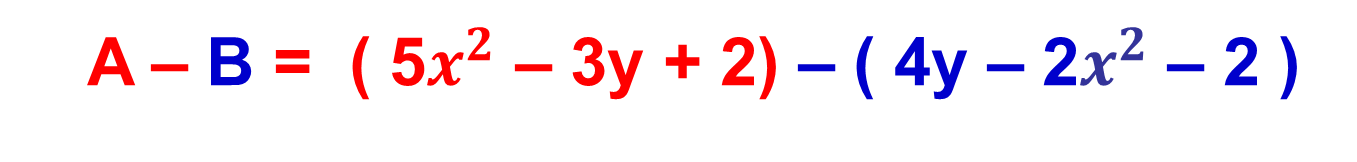 A – B = ( 5x² – 3y + 2) – ( 4y – 2x² – 2 )